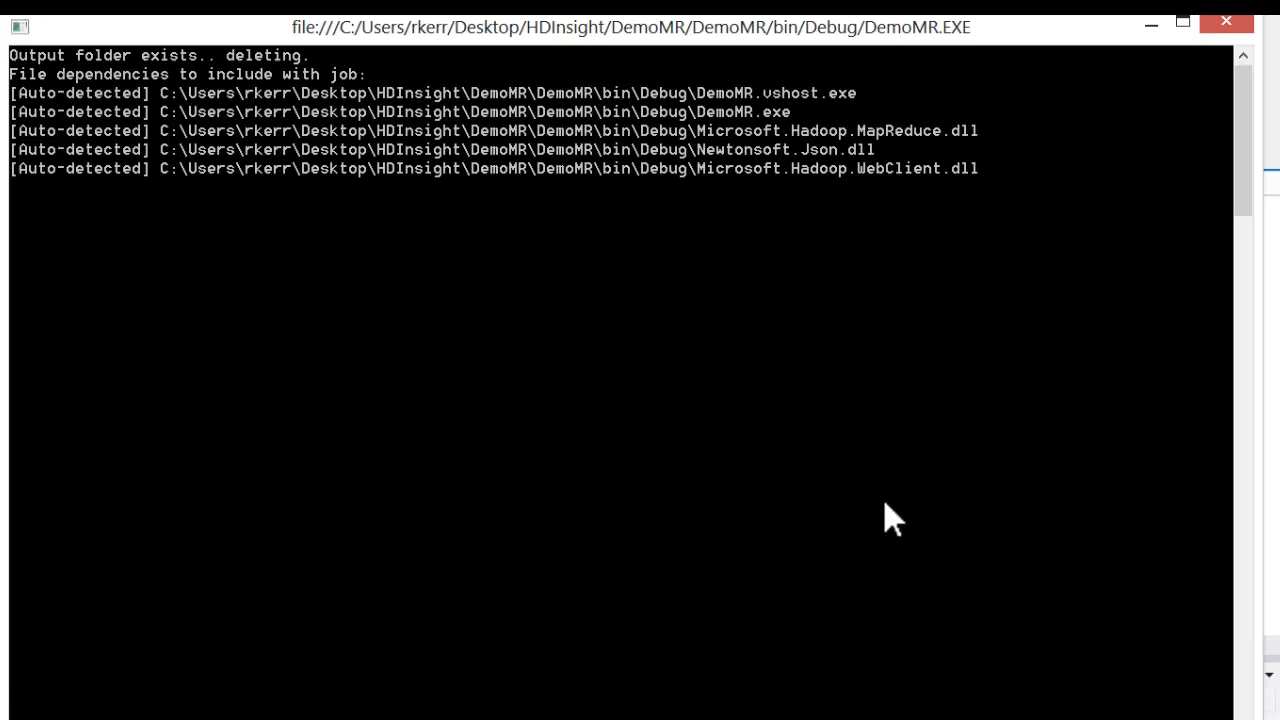 file:///C:/Users/rkerr/Desktop/HDInsight/DemoMR/DemoMR/bin/Debug/DemoMR.EXE
Output folder exists.. deleting.
File dependencies to include with job:
[Auto-detected] C:\Users\rkerr\Desktop\HDInsight\DemoMR\DemoMR\bin\Debug\DemoMR.vshost.exe
[Auto-detected] C:\Users\rkerr\Desktop\HDInsight\DemoMR\DemoMR\bin\Debug\DemoMR.exe
[Auto-detected] C:\Users\rkerr\Desktop\HDInsight\DemoMR\DemoMR\bin\Debug\Microsoft.Hadoop.MapReduce.dll
[Auto-detected] C:\Users\rkerr\Desktop\HDInsight\DemoMR\DemoMR\bin\Debug\Newtonsoft.Json.dll
[Auto-detected] C:\Users\rkerr\Desktop\HDInsight\DemoMR\DemoMR\bin\Debug\Microsoft.Hadoop.WebClient.dll